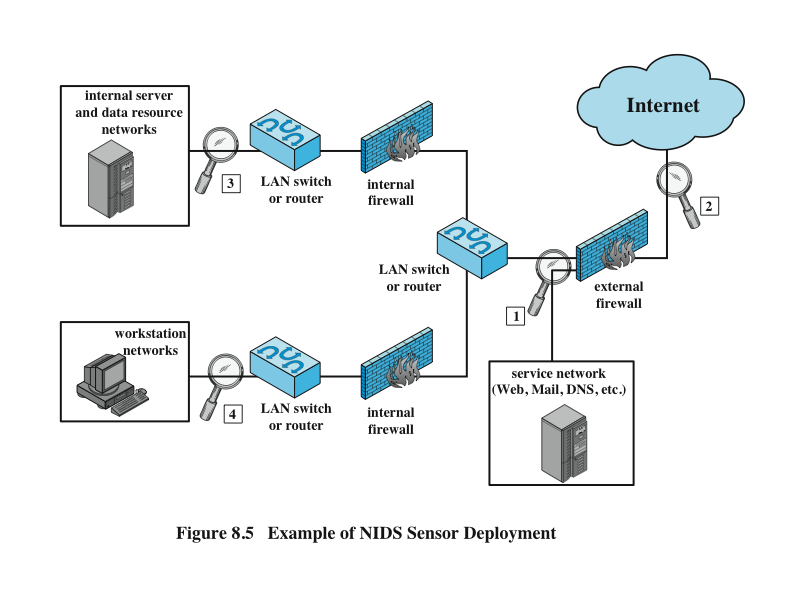 internal server
and data resource
networks
3
LAN switch
or router
internal
firewall
Internet
2
LAN switch
or router
1
external
firewall
workstation
networks
4
LAN switch
or router
internal
firewall
service network
(Web, Mail, DNS, etc.)
Figure 8.5 Example of NIDS Sensor Deployment